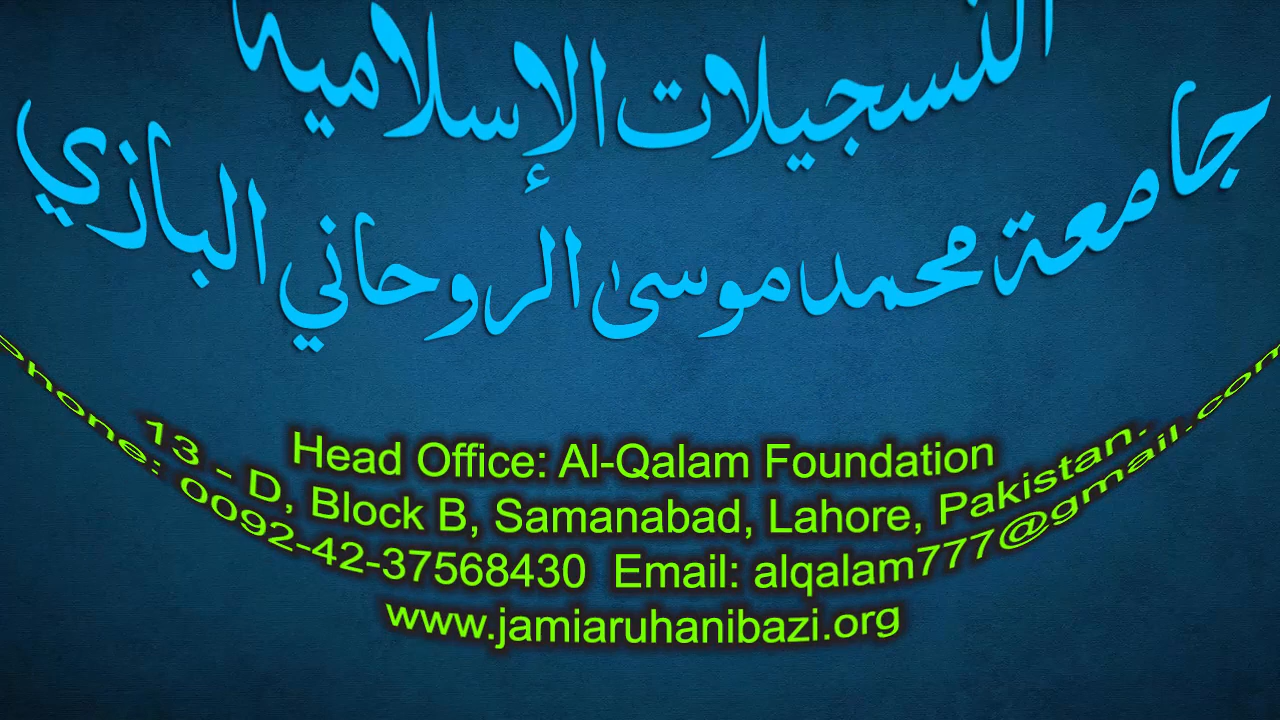 التسجيلات الإسلامية
جامعة محمد موسىٰ الروحاني البازي
Head Office: Al-Qalam Foundation
13 - D, Block B, Samanabad, Lahore, Pakistan.
Phone: 0092-42-37568430 Email: alqalam777@gmail.com
www.jamiaruhanibazi.org